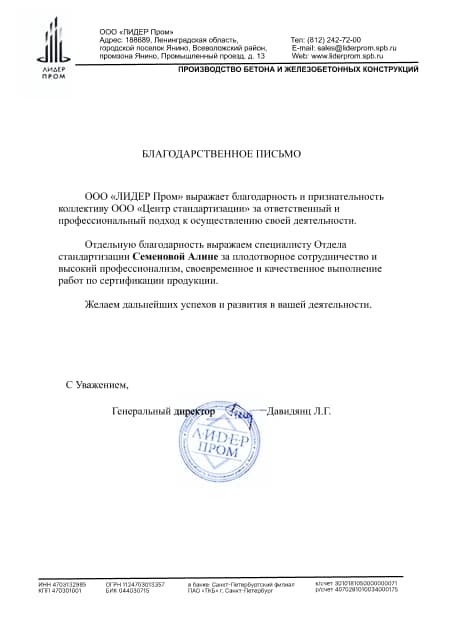 ООО «ЛИДЕР Пром»
Адрес: 188689, Ленинградская область,
городской поселок Янино, Всеволожский район,
промзона Янино, Промышленный проезд, д. 13
Тел: (812) 242-72-00
E-mail: sales@liderprom.spb.ru
Web: www.liderprom.spb.ru
ЛИДЕР
ПРОМ
ПРОИЗВОДСТВО БЕТОНА И ЖЕЛЕЗОБЕТОННЫХ КОНСТРУКЦИЙ
БЛАГОДАРСТВЕННОЕ ПИСЬМО
ООО «ЛИДЕР Пром» выражает благодарность и признательность
коллективу ООО «Центр стандартизации» за ответственный и
профессиональный подход к осуществлению своей деятельности.
Отдельную благодарность выражаем специалисту Отдела
стандартизации Семеновой Алине за плодотворное сотрудничество и
высокий профессионализм, своевременное и качественное выполнение
работ по сертификации продукции.
Желаем дальнейших успехов и развития в вашей деятельности.
С Уважением,
Генеральный директор Давидянц Л.Г.
ЛИДЕР
ПРОМ
ИНН 4703132985
КПП 470301001
ОГРН 1124703013357
БИК 044030715
в банке: Санкт-Петербургский филиал
ПАО «ТКБ» г. Санкт-Петербург
к/счет 3010181050000000071
р/счет 4070281010034000175